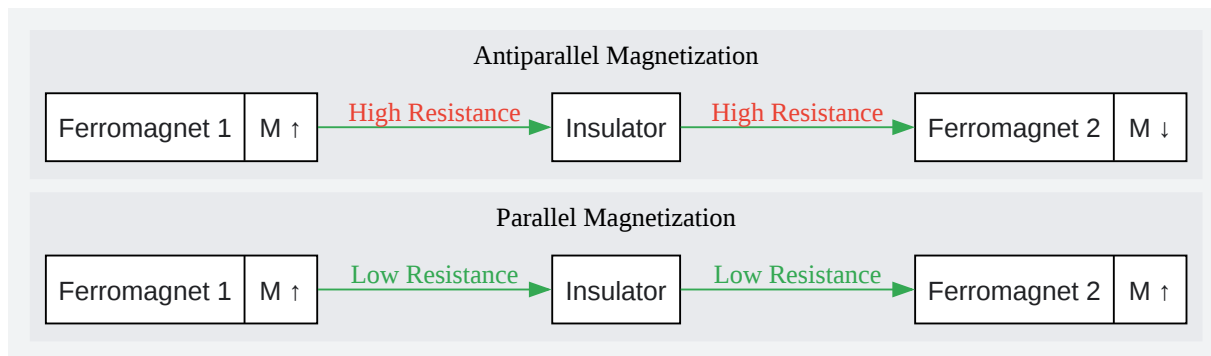 Antiparallel Magnetization
Ferromagnet 1 M ↑ High Resistance Insulator High Resistance Ferromagnet 2 M ↓
Parallel Magnetization
Ferromagnet 1 M ↑ Low Resistance Insulator Low Resistance Ferromagnet 2 M ↑